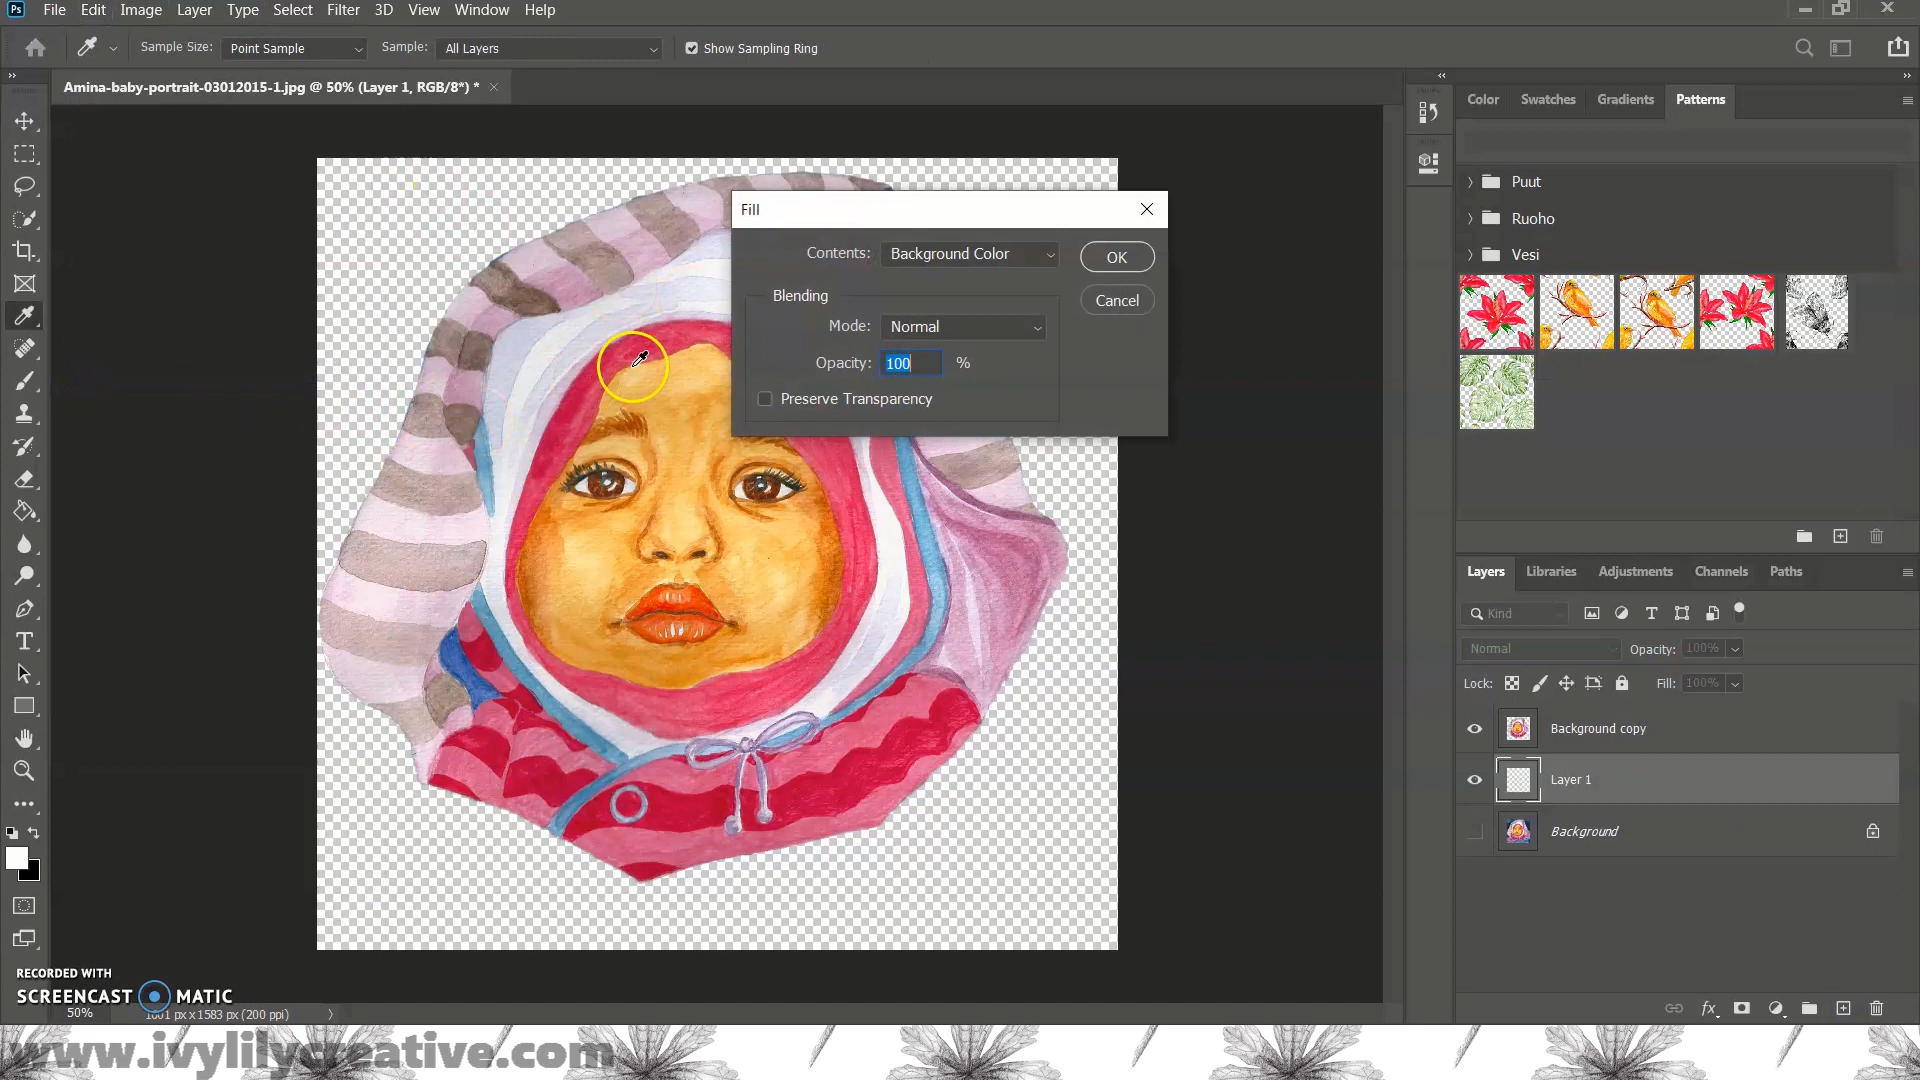 Ps File Edit Image Layer Type Select Filter 3D View Window Help
Sample Size: Point Sample Sample: All Layers Show Sampling Ring
Amina-baby-portrait-03012015-1.jpg @ 50% (Layer 1, RGB/8*) * ×
Fill
Contents: Background Color
OK
Blending
Cancel
Mode: Normal
Opacity: 100 %
Preserve Transparency
Color Swatches Gradients Patterns
Puut
Ruoho
Vesi
Layers Libraries Adjustments Channels Paths
Kind
Normal Opacity: 100%
Lock: Fill: 100%
Background copy
Layer 1
Background
fx
RECORDED WITH
SCREENCAST MATIC
50% 1601 px x 1583 px (200 ppi)
www.ivylilycreative.com